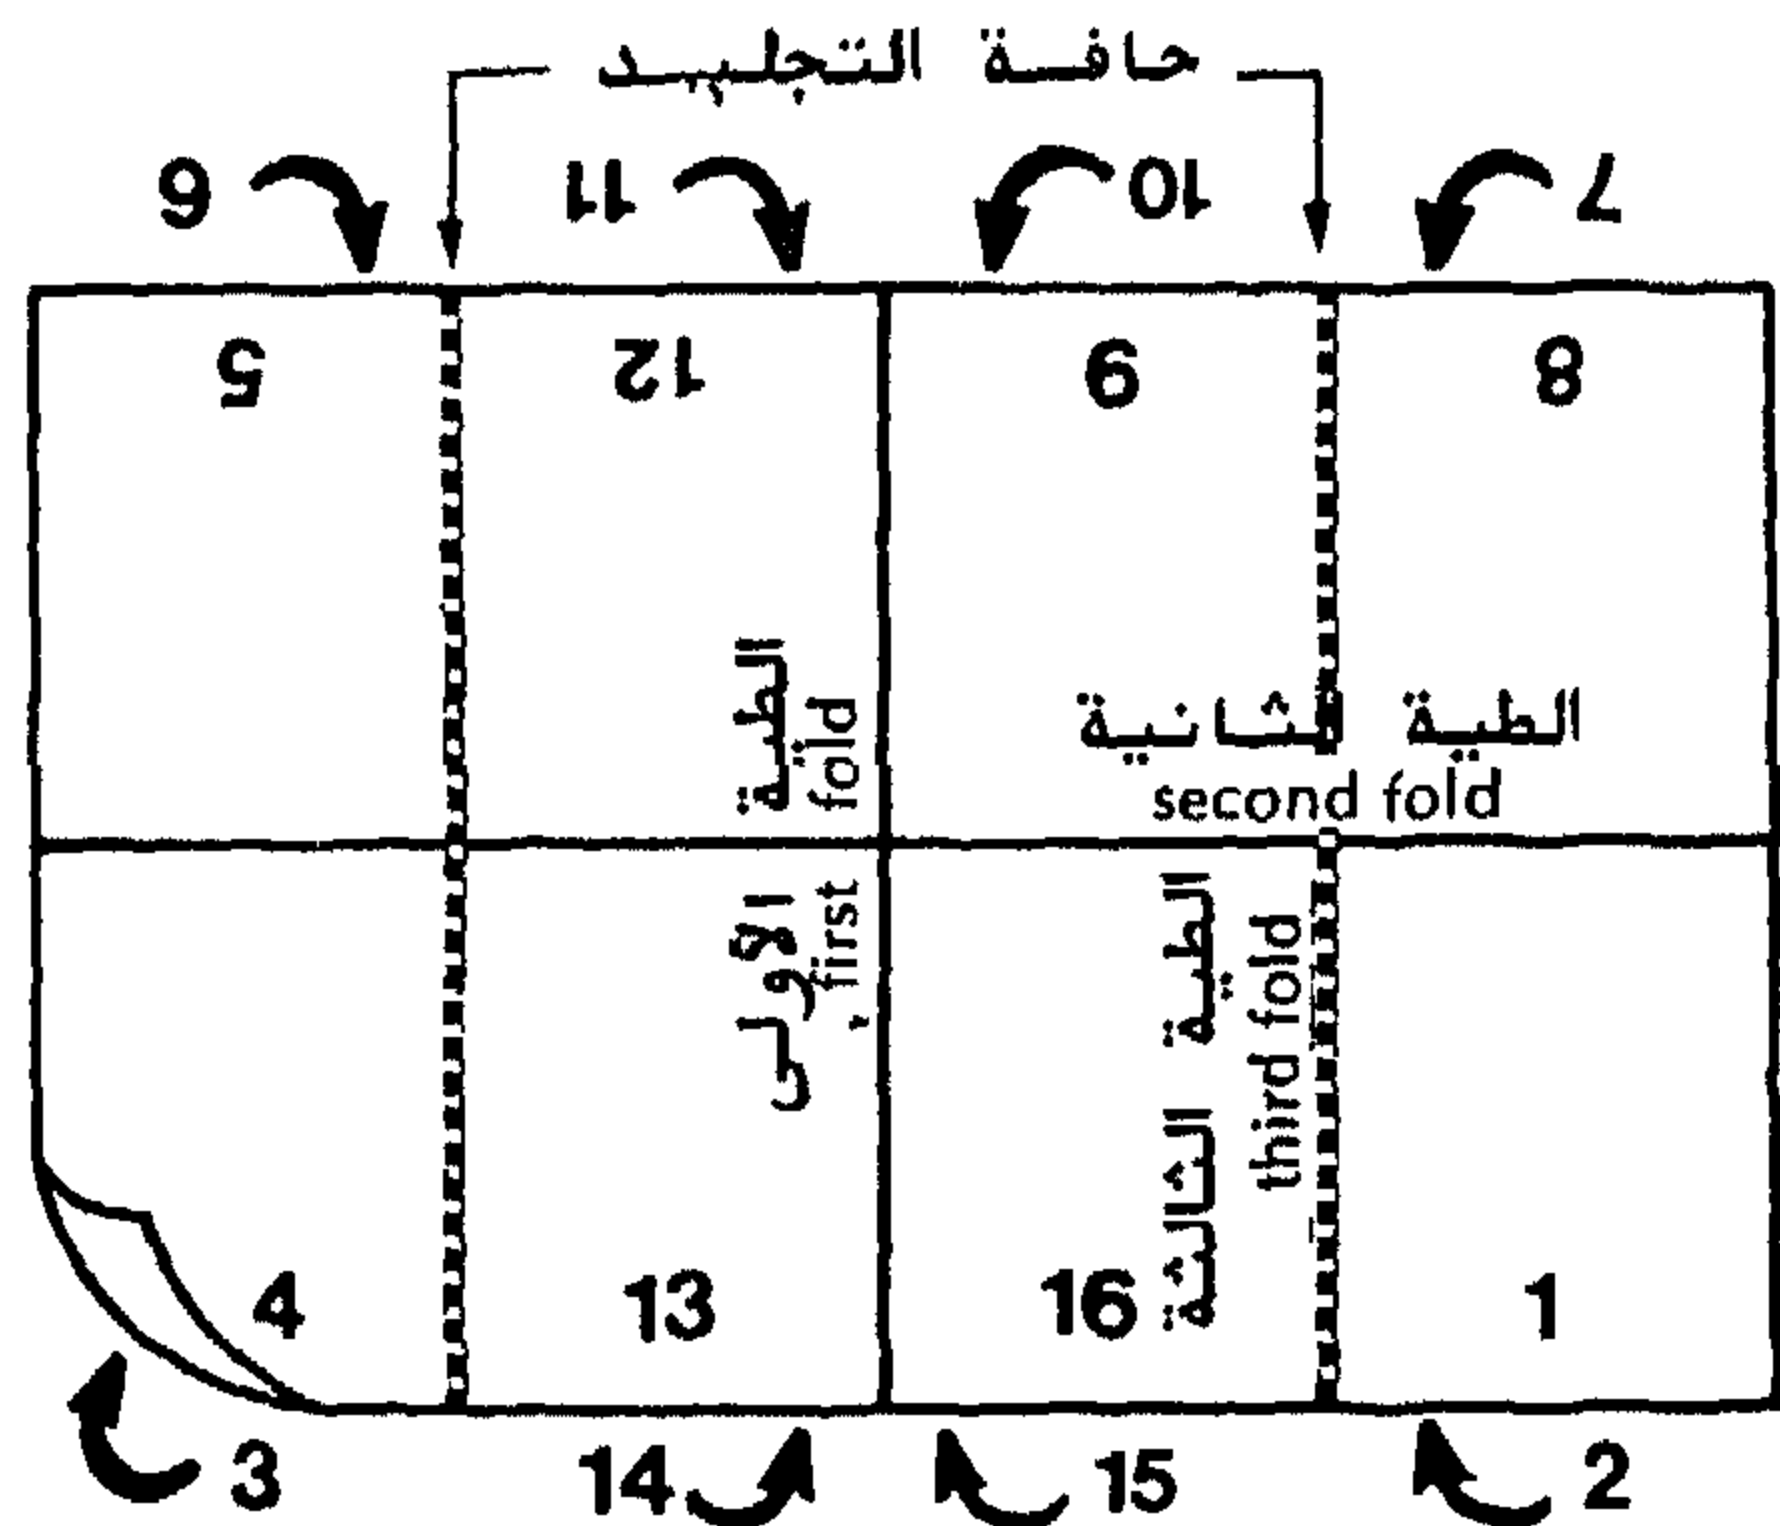 حافة التجليد
6 11 10 7
5 12 9 8
الطية الأولى
first fold
الطية الثانية
second fold
الطية الثالثة
third fold
4 13 16 1
3 14 15 2